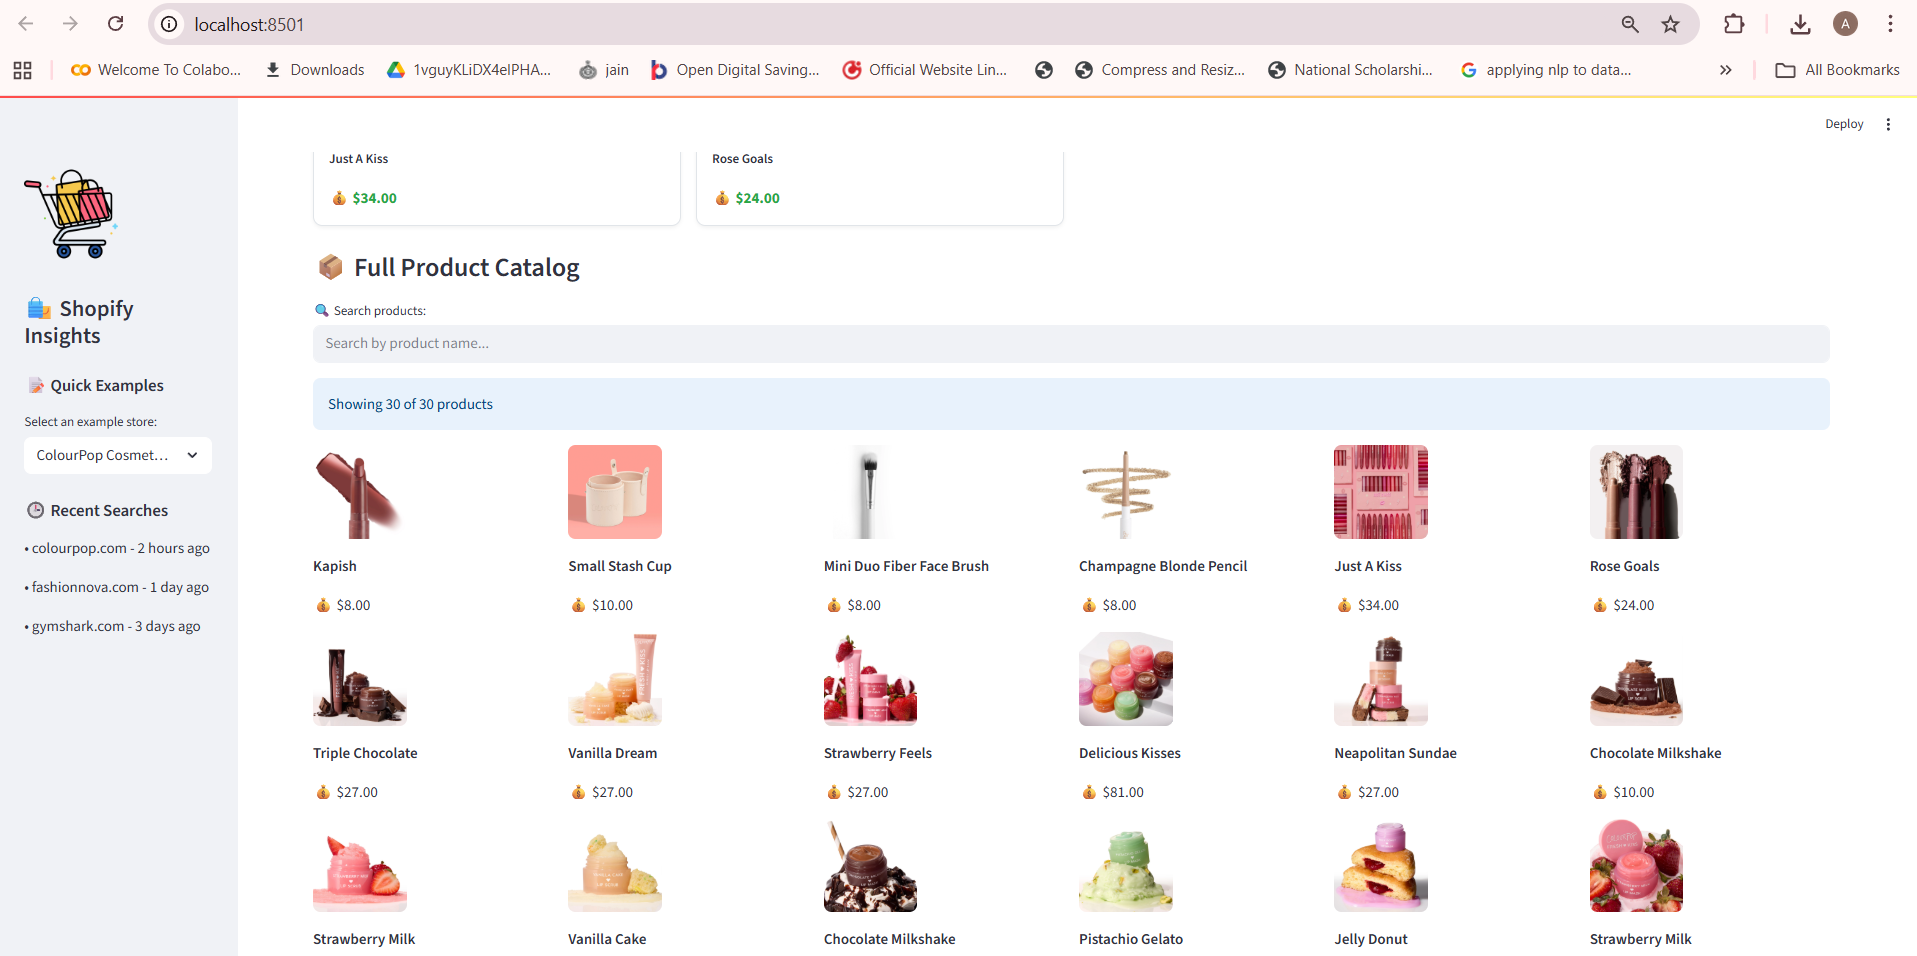 localhost:8501
A
Welcome To Colabo...
Downloads
1vguyKLiDX4eIPHA...
jain
Open Digital Saving...
Official Website Lin...
Compress and Resiz...
National Scholarshi...
applying nlp to data...
All Bookmarks
Deploy
Shopify
Insights
Quick Examples
Select an example store:
ColourPop Cosmet...
Recent Searches
• colourpop.com - 2 hours ago
• fashionnova.com - 1 day ago
• gymshark.com - 3 days ago
Just A Kiss
$34.00
Rose Goals
$24.00
Full Product Catalog
Search products:
Search by product name...
Showing 30 of 30 products
Kapish
$8.00
Small Stash Cup
$10.00
Mini Duo Fiber Face Brush
$8.00
Champagne Blonde Pencil
$8.00
Just A Kiss
$34.00
Rose Goals
$24.00
Triple Chocolate
$27.00
Vanilla Dream
$27.00
Strawberry Feels
$27.00
Delicious Kisses
$81.00
Neapolitan Sundae
$27.00
Chocolate Milkshake
$10.00
Strawberry Milk
Vanilla Cake
Chocolate Milkshake
Pistachio Gelato
Jelly Donut
Strawberry Milk